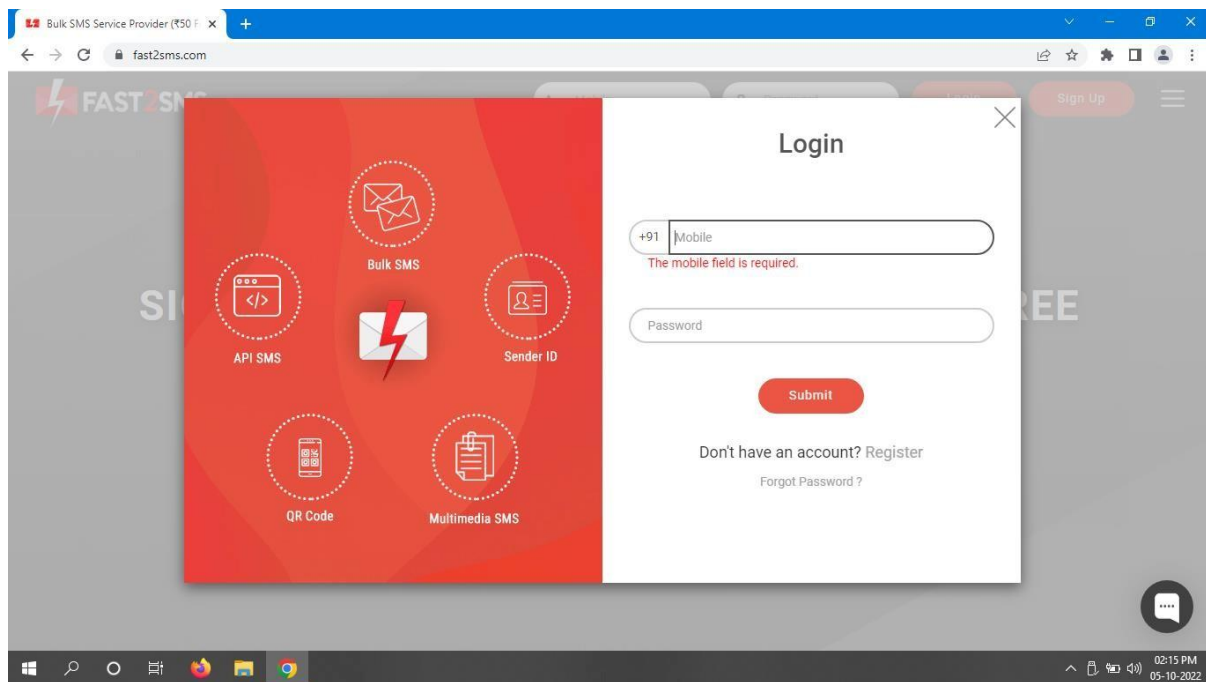 Bulk SMS Service Provider (₹50 F
fast2sms.com
FAST2SMS
Sign Up
Login
+91 Mobile
The mobile field is required.
Password
Submit
Don't have an account? Register
Forgot Password ?
Bulk SMS
API SMS
Sender ID
QR Code
Multimedia SMS
SI
REE
02:15 PM
05-10-2022